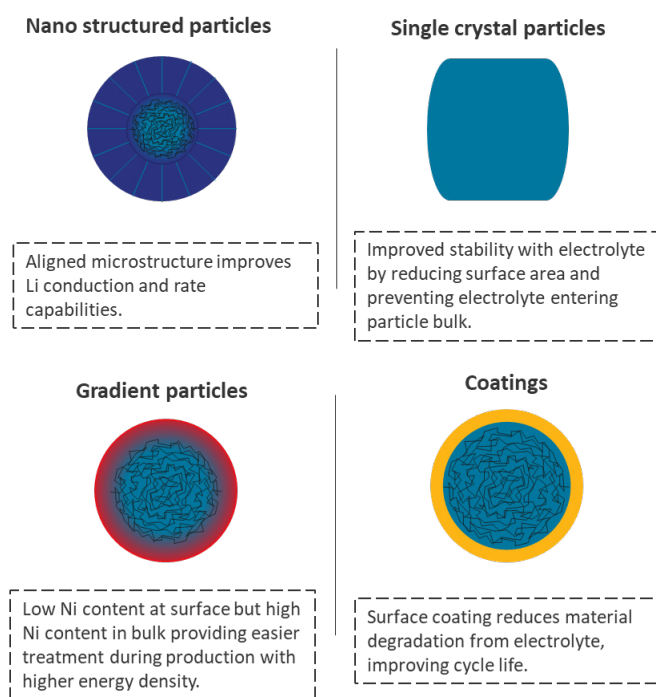 Nano structured particles
Single crystal particles
Aligned microstructure improves
Li conduction and rate
capabilities.
Improved stability with electrolyte
by reducing surface area and
preventing electrolyte entering
particle bulk.
Gradient particles
Coatings
Low Ni content at surface but high
Ni content in bulk providing easier
treatment during production with
higher energy density.
Surface coating reduces material
degradation from electrolyte,
improving cycle life.